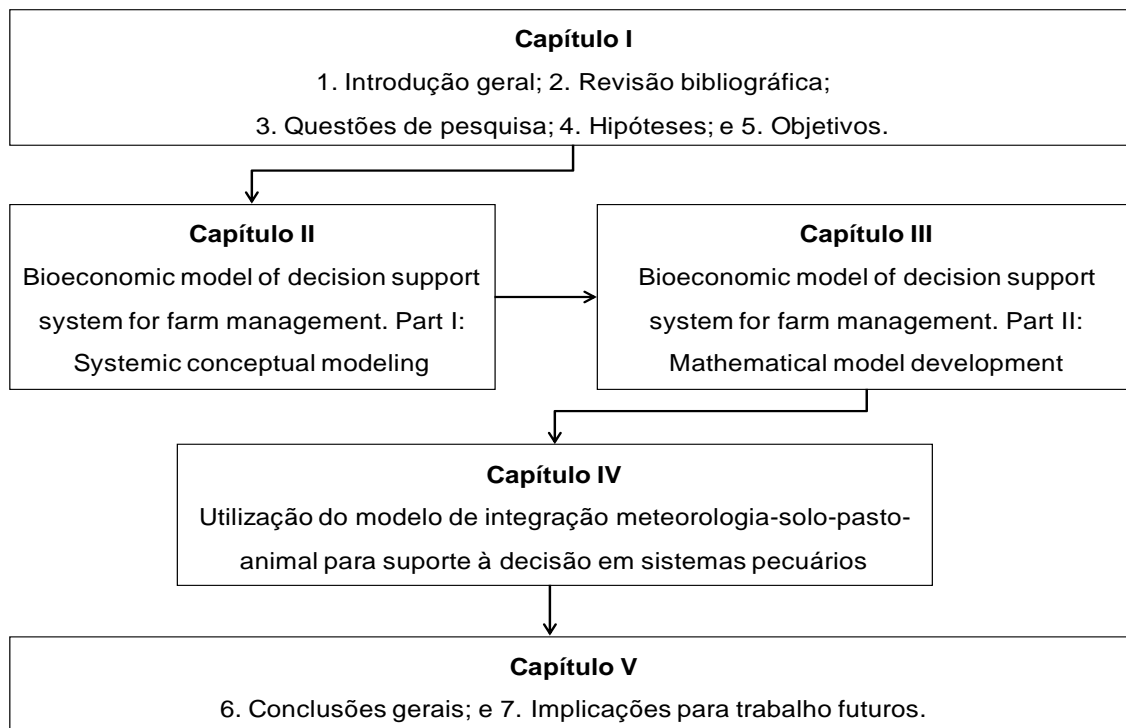 Capítulo I
1. Introdução geral; 2. Revisão bibliográfica;
3. Questões de pesquisa; 4. Hipóteses; e 5. Objetivos.
Capítulo II
Bioeconomic model of decision support
system for farm management. Part I:
Systemic conceptual modeling
Capítulo III
Bioeconomic model of decision support
system for farm management. Part II:
Mathematical model development
Capítulo IV
Utilização do modelo de integração meteorologia-solo-pasto-
animal para suporte à decisão em sistemas pecuários
Capítulo V
6. Conclusões gerais; e 7. Implicações para trabalho futuros.